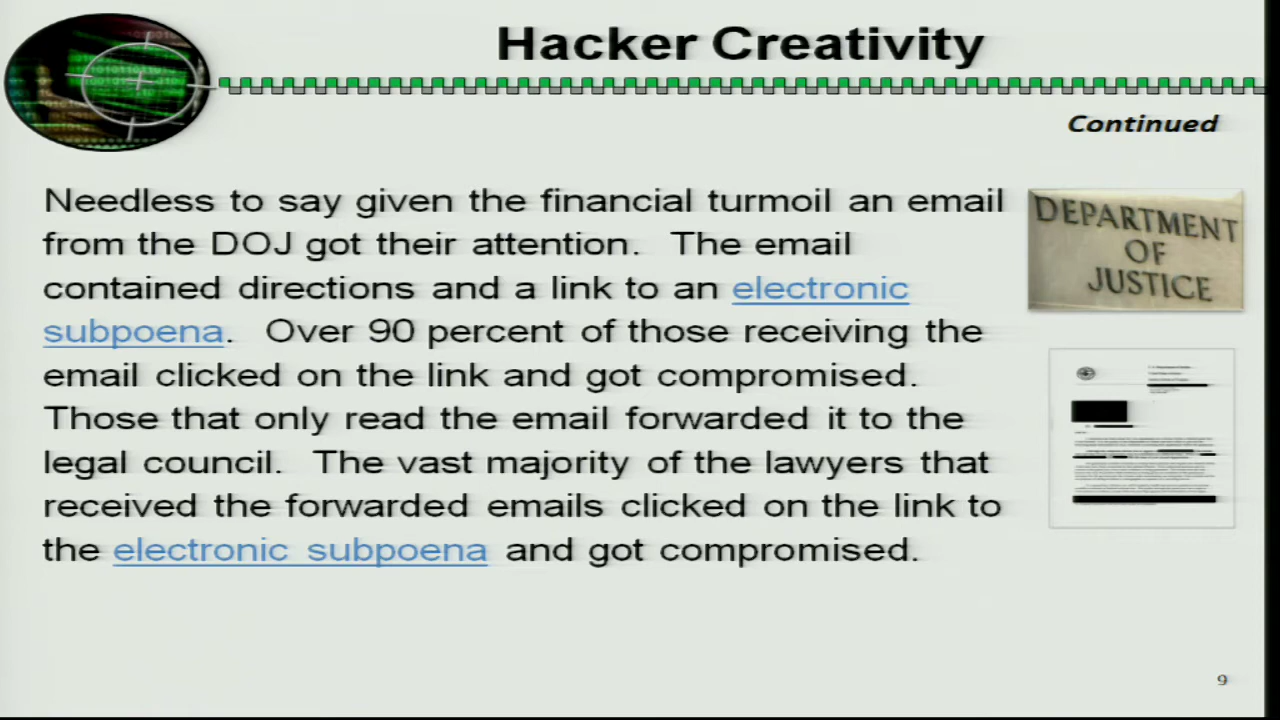 Hacker Creativity
Continued
Needless to say given the financial turmoil an email
from the DOJ got their attention. The email
contained directions and a link to an electronic
subpoena. Over 90 percent of those receiving the
email clicked on the link and got compromised.
Those that only read the email forwarded it to the
legal council. The vast majority of the lawyers that
received the forwarded emails clicked on the link to
the electronic subpoena and got compromised.
DEPARTMENT
OF
JUSTICE
9